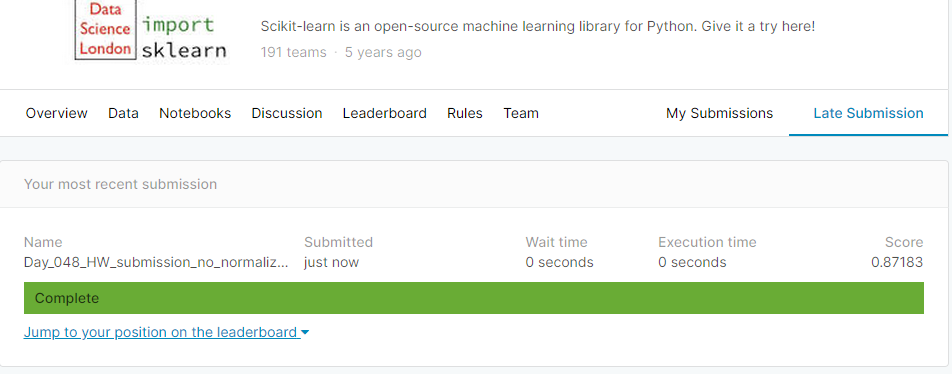 Data
Science
London
import
sklearn
Scikit-learn is an open-source machine learning library for Python. Give it a try here!
191 teams · 5 years ago
Overview Data Notebooks Discussion Leaderboard Rules Team My Submissions Late Submission
Your most recent submission
Name Submitted Wait time Execution time Score
Day_048_HW_submission_no_normaliz... just now 0 seconds 0 seconds 0.87183
Complete
Jump to your position on the leaderboard